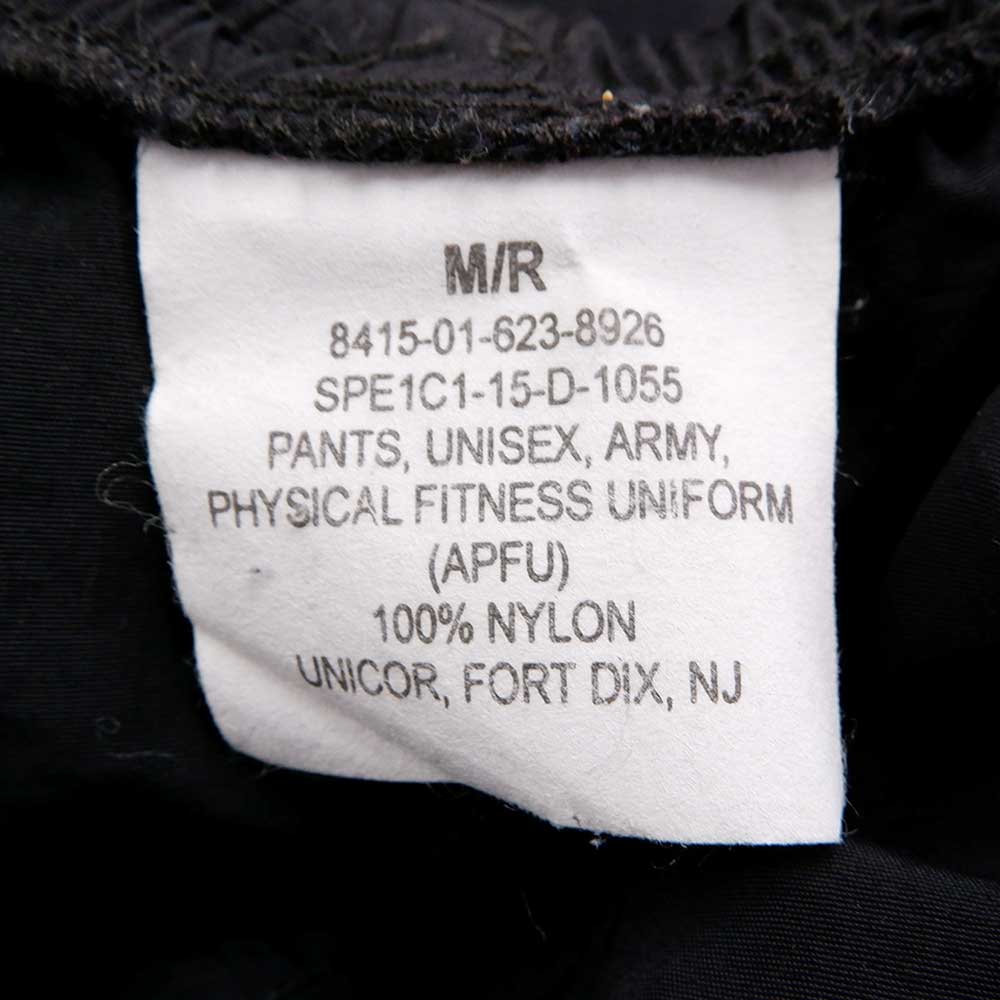 M/R
8415-01-623-8926
SPE1C1-15-D-1055
PANTS, UNISEX, ARMY,
PHYSICAL FITNESS UNIFORM
(APFU)
100% NYLON
UNICOR, FORT DIX, NJ